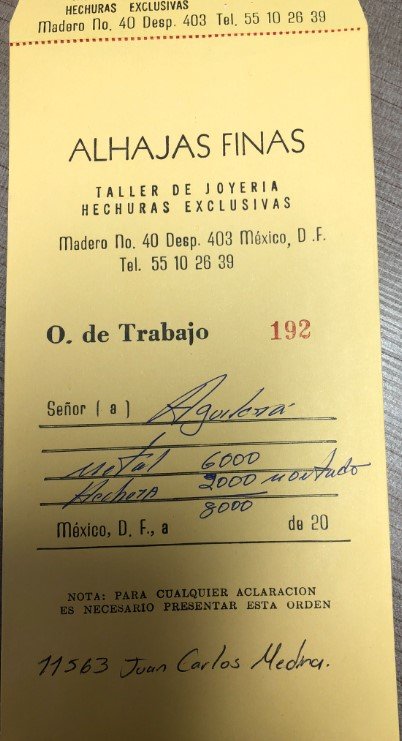 HECHURAS EXCLUSIVAS
Madero No. 40 Desp. 403 Tel. 55 10 26 39
ALHAJAS FINAS
TALLER DE JOYERIA
HECHURAS EXCLUSIVAS
Madero No. 40 Desp. 403 México, D.F.
Tel. 55 10 26 39
O. de Trabajo 192
Señor ( a ) Aguilera
metal 6000
Hechura 2000 montado
8000
México, D. F., a de 20
NOTA: PARA CUALQUIER ACLARACION
ES NECESARIO PRESENTAR ESTA ORDEN
11563 Juan Carlos Medina.